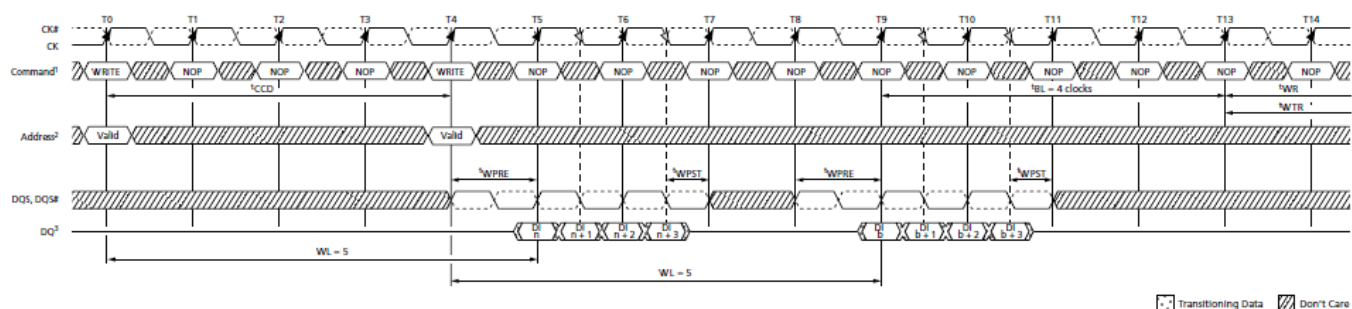 T0 T1 T2 T3 T4 T5 T6 T7 T8 T9 T10 T11 T12 T13 T14
CK#
CK
Command¹ WRITE NOP NOP NOP WRITE NOP NOP NOP NOP NOP NOP NOP NOP NOP NOP
tCCD tBL = 4 clocks tWR
tWTR
Address² Valid Valid
tWPRE tWPST tWPRE tWPST
DQS, DQS#
DQ³ DI n DI n + 1 DI n + 2 DI n + 3 DI b DI b + 1 DI b + 2 DI b + 3
WL = 5
WL = 5
Transitioning Data Don't Care